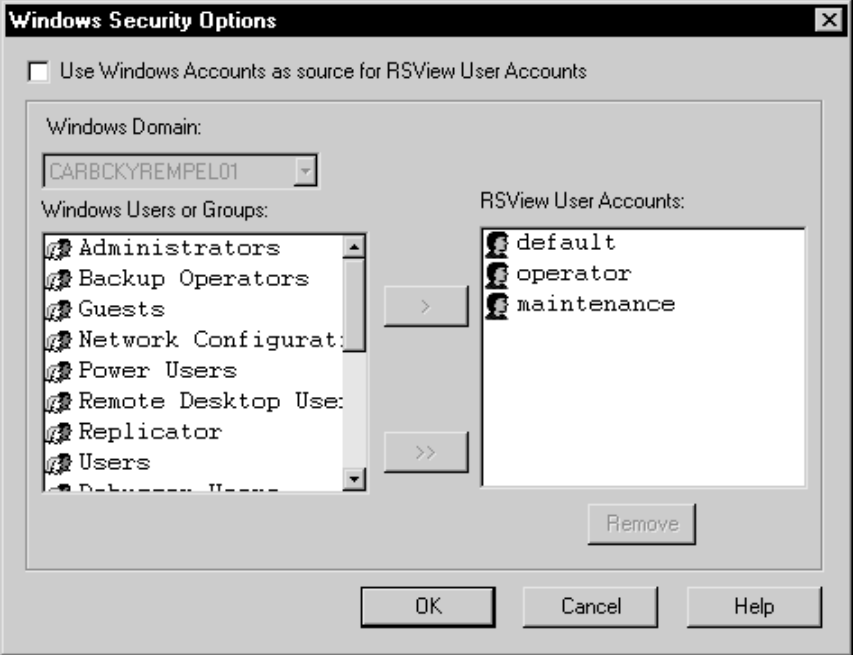 Windows Security Options
Use Windows Accounts as source for RSView User Accounts
Windows Domain:
CARBCKYREMPEL01
Windows Users or Groups:
Administrators
Backup Operators
Guests
Network Configurat
Power Users
Remote Desktop Use
Replicator
Users
Debugger Users
>
>>
RSView User Accounts:
default
operator
maintenance
Remove
OK
Cancel
Help